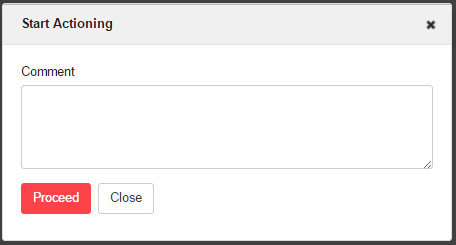 Start Actioning
Comment
Proceed
Close